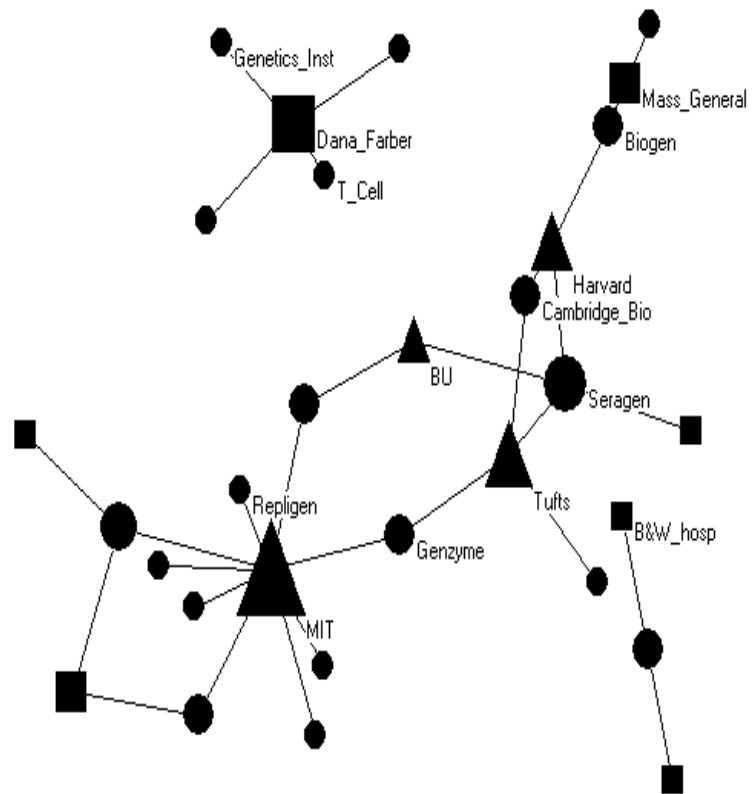 Genetics_Inst
Mass_General
Dana_Farber
Biogen
T_Cell
Harvard
Cambridge_Bio
BU
Seragen
Repligen
Tufts
B&W_hosp
Genzyme
MIT